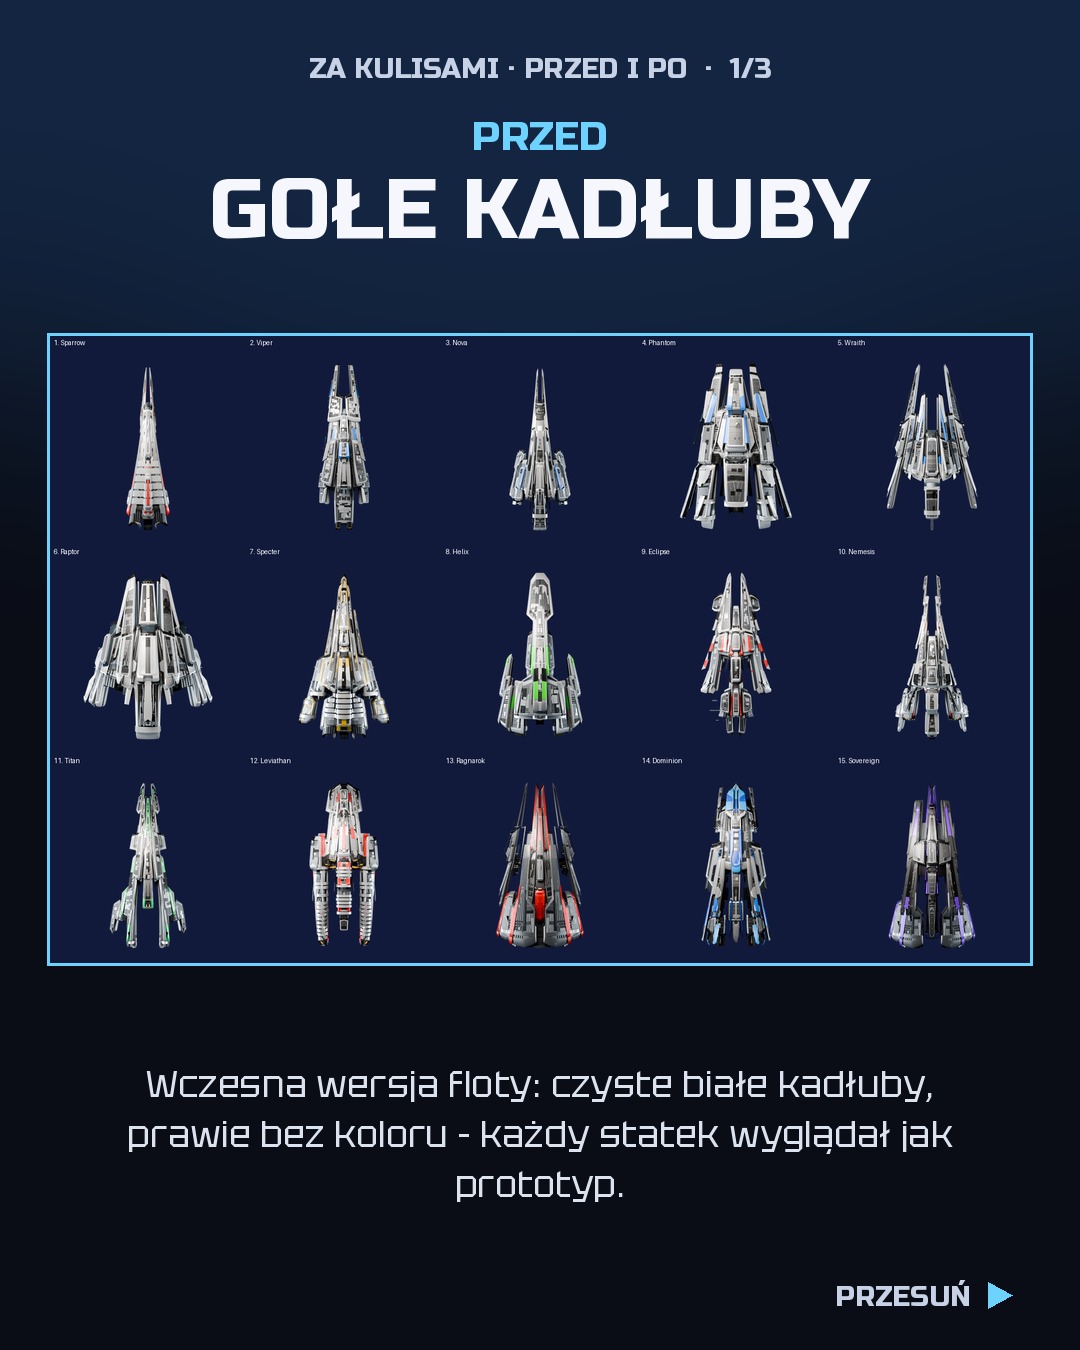 ZA KULISAMI · PRZED I PO · 1/3
PRZED
GOŁE KADŁUBY
1. Sparrow
2. Viper
3. Nova
4. Phantom
5. Wraith
6. Raptor
7. Specter
8. Helix
9. Eclipse
10. Nemesis
11. Titan
12. Leviathan
13. Ragnarok
14. Dominion
15. Sovereign
Wczesna wersja floty: czyste białe kadłuby,
prawie bez koloru - każdy statek wyglądał jak
prototyp.
PRZESUŃ